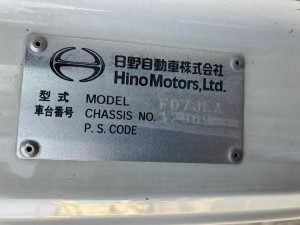 日野自動車株式会社
Hino Motors, Ltd.
型式 MODEL FD7JLA
車台番号 CHASSIS NO.
P. S. CODE